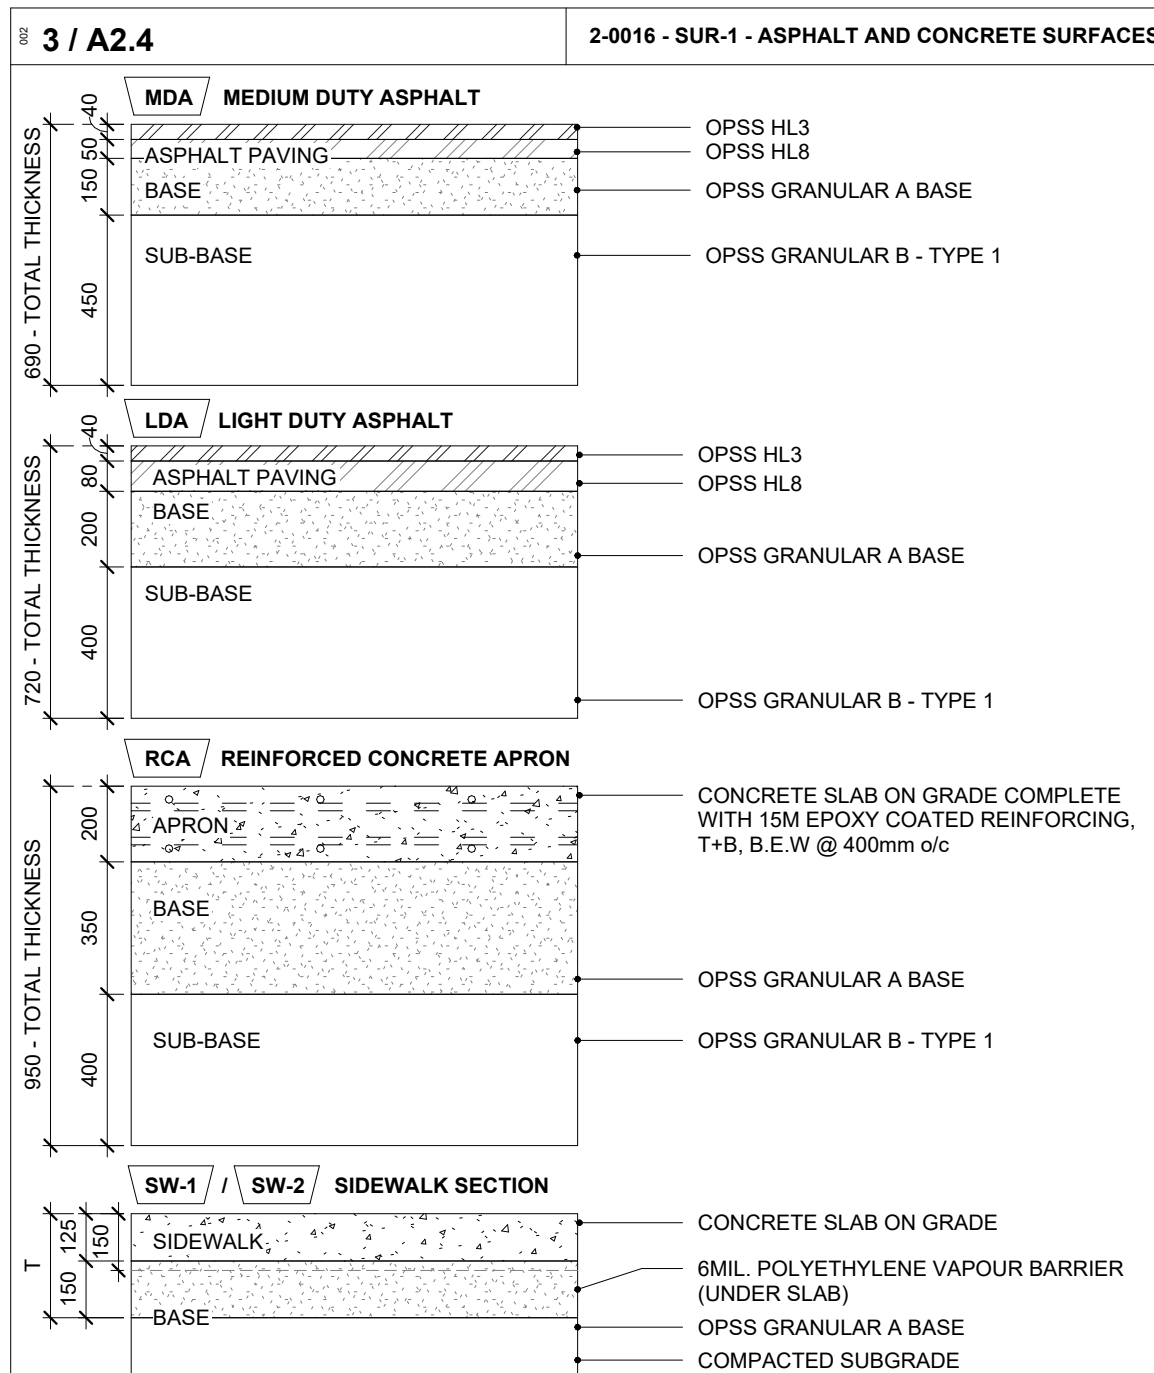 002 3 / A2.4
2-0016 - SUR-1 - ASPHALT AND CONCRETE SURFACES
MDA MEDIUM DUTY ASPHALT
690 - TOTAL THICKNESS
40
50
150
450
ASPHALT PAVING
BASE
SUB-BASE
OPSS HL3
OPSS HL8
OPSS GRANULAR A BASE
OPSS GRANULAR B - TYPE 1
LDA LIGHT DUTY ASPHALT
720 - TOTAL THICKNESS
40
80
200
400
ASPHALT PAVING
BASE
SUB-BASE
OPSS HL3
OPSS HL8
OPSS GRANULAR A BASE
OPSS GRANULAR B - TYPE 1
RCA REINFORCED CONCRETE APRON
950 - TOTAL THICKNESS
200
350
400
APRON
BASE
SUB-BASE
CONCRETE SLAB ON GRADE COMPLETE
WITH 15M EPOXY COATED REINFORCING,
T+B, B.E.W @ 400mm o/c
OPSS GRANULAR A BASE
OPSS GRANULAR B - TYPE 1
SW-1 / SW-2 SIDEWALK SECTION
T
125
150
150
SIDEWALK
BASE
CONCRETE SLAB ON GRADE
6MIL. POLYETHYLENE VAPOUR BARRIER
(UNDER SLAB)
OPSS GRANULAR A BASE
COMPACTED SUBGRADE